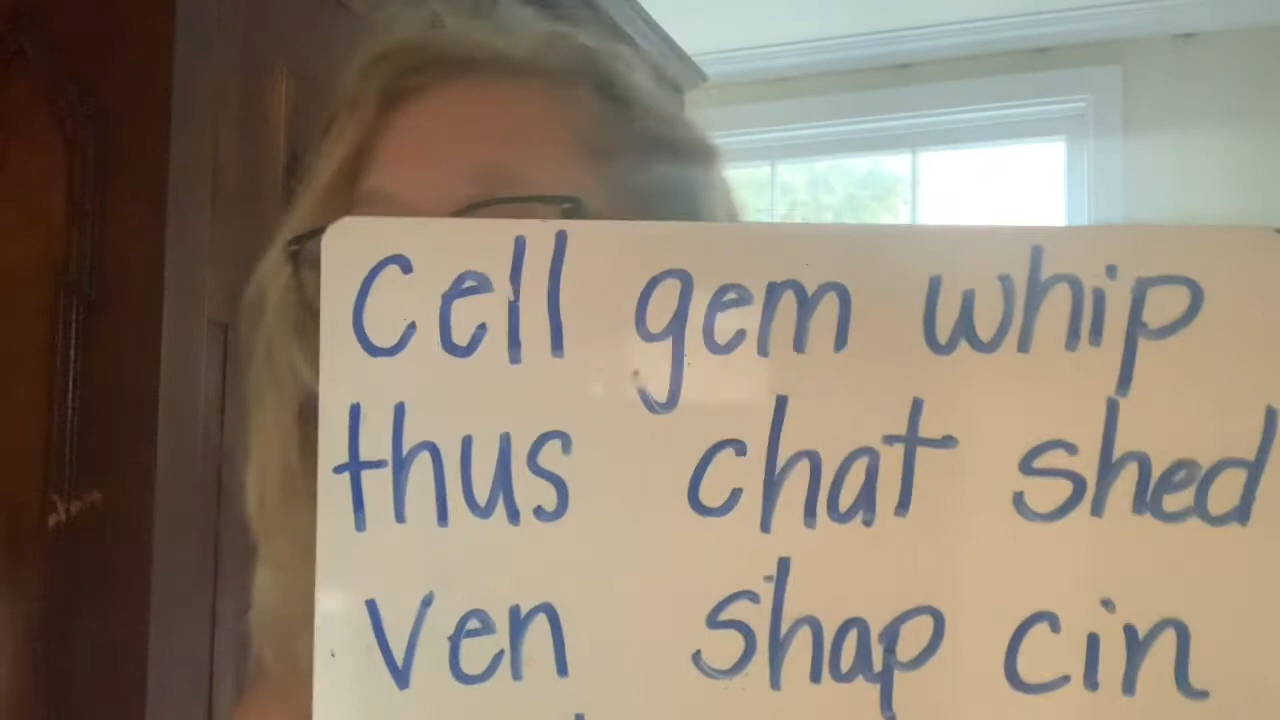 cell gem whip
thus chat shed
ven shap cin